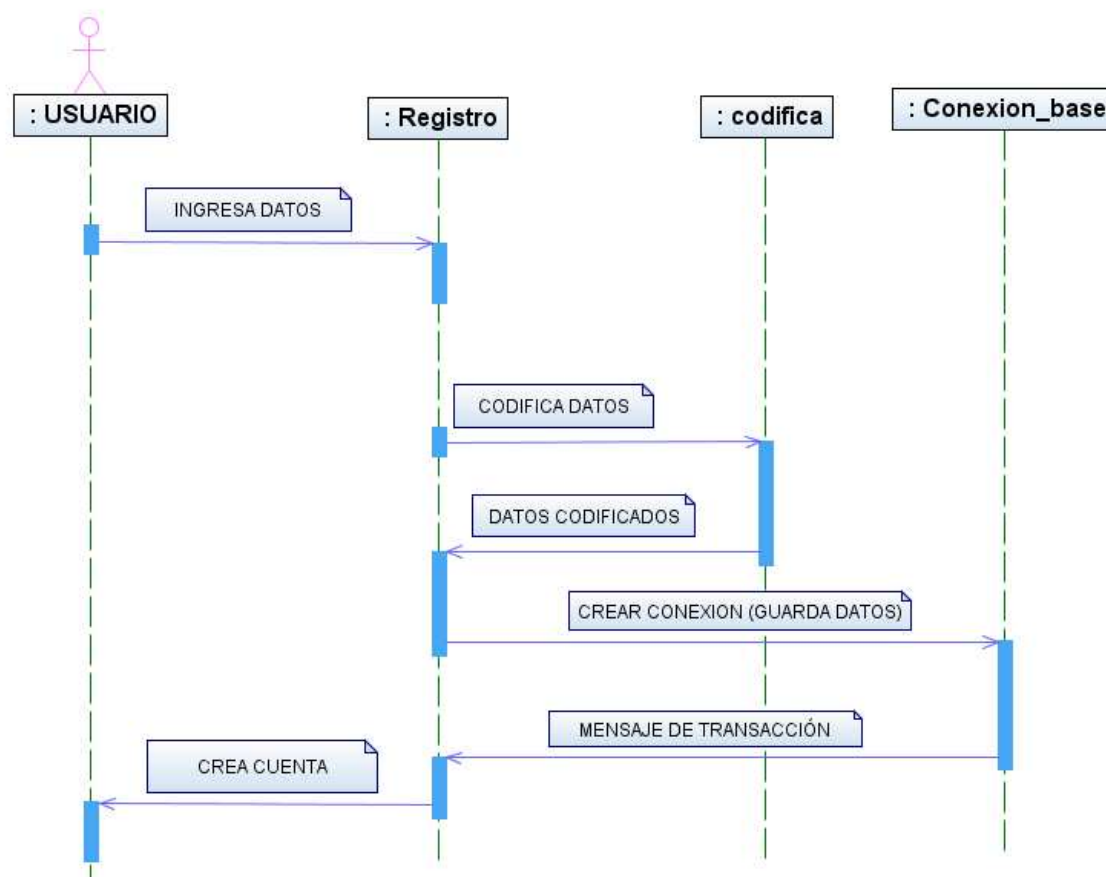 : USUARIO
: Registro
: codifica
: Conexion_base
INGRESA DATOS
CODIFICA DATOS
DATOS CODIFICADOS
CREAR CONEXION (GUARDA DATOS)
MENSAJE DE TRANSACCIÓN
CREA CUENTA